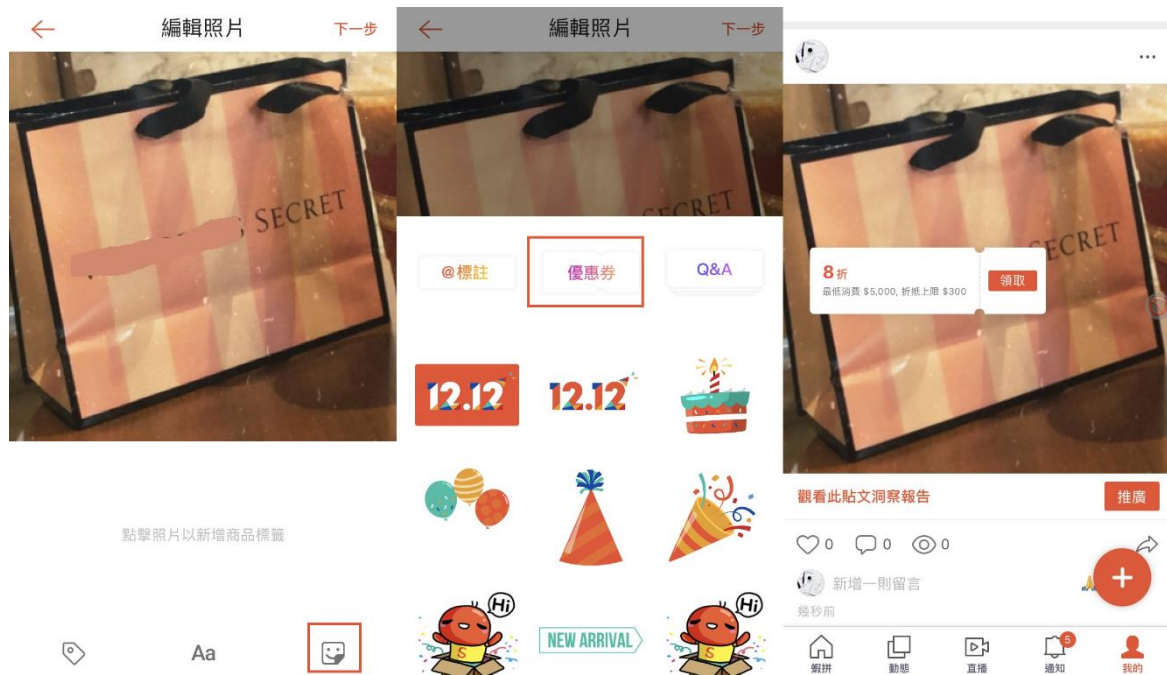 編輯照片
下一步
SECRET
點擊照片以新增商品標籤
Aa
編輯照片
下一步
SECRET
@標註
優惠券
Q&A
12.12
12.12
Hi
S
NEW ARRIVAL
Hi
S
ECRET
8折
最低消費 $5,000, 折抵上限 $300
領取
觀看此貼文洞察報告
推廣
0
0
0
新增一則留言
幾秒前
蝦拼
動態
直播
5
通知
我的